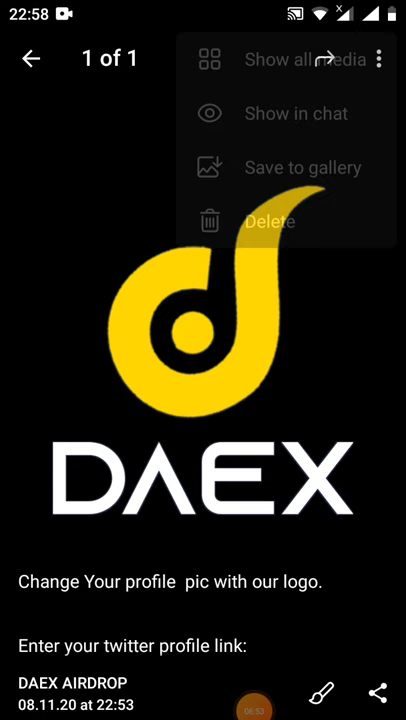 22:58
1 of 1
Show all media
Show in chat
Save to gallery
Delete
DAEX
Change Your profile pic with our logo.
Enter your twitter profile link:
DAEX AIRDROP
08.11.20 at 22:53